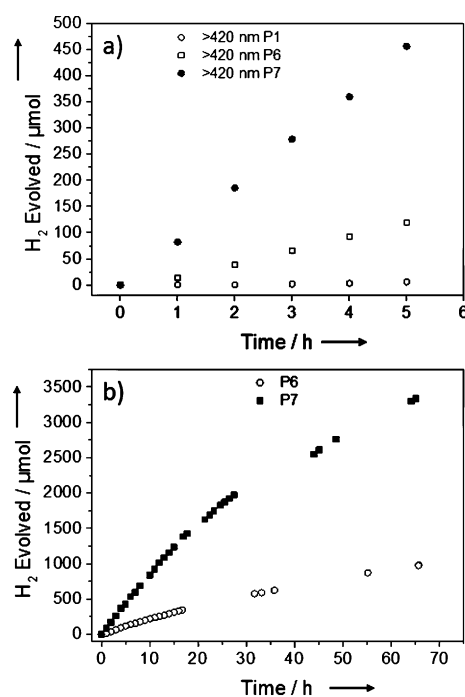 a)
>420 nm P1
>420 nm P6
>420 nm P7
H2 Evolved / µmol
500
450
400
350
300
250
200
150
100
50
0
0 1 2 3 4 5 6
Time / h
b)
P6
P7
H2 Evolved / µmol
3500
3000
2500
2000
1500
1000
500
0
0 10 20 30 40 50 60 70
Time / h